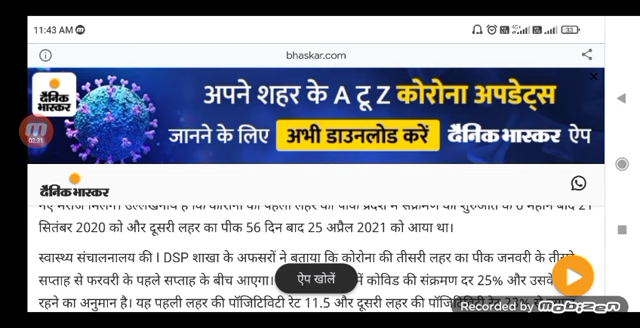 11:43 AM
33
bhaskar.com
दैनिक
भास्कर
अपने शहर के A टू Z कोरोना अपडेट्स
02:21
जानने के लिए अभी डाउनलोड करें दैनिक भास्कर ऐप
दैनिक भास्कर
सितंबर 2020 को और दूसरी लहर का पीक 56 दिन बाद 25 अप्रैल 2021 को आया था।
स्वास्थ्य संचालनालय की I DSP शाखा के अफसरों ने बताया कि कोरोना की तीसरी लहर का पीक जनवरी के तीसरे
सप्ताह से फरवरी के पहले सप्ताह के बीच आएगा। में कोविड की संक्रमण दर 25% और
ऐप खोलें
रहने का अनुमान है। यह पहली लहर की पॉजिटिविटी रेट 11.5 और दूसरी लहर की
Recorded by mobizen